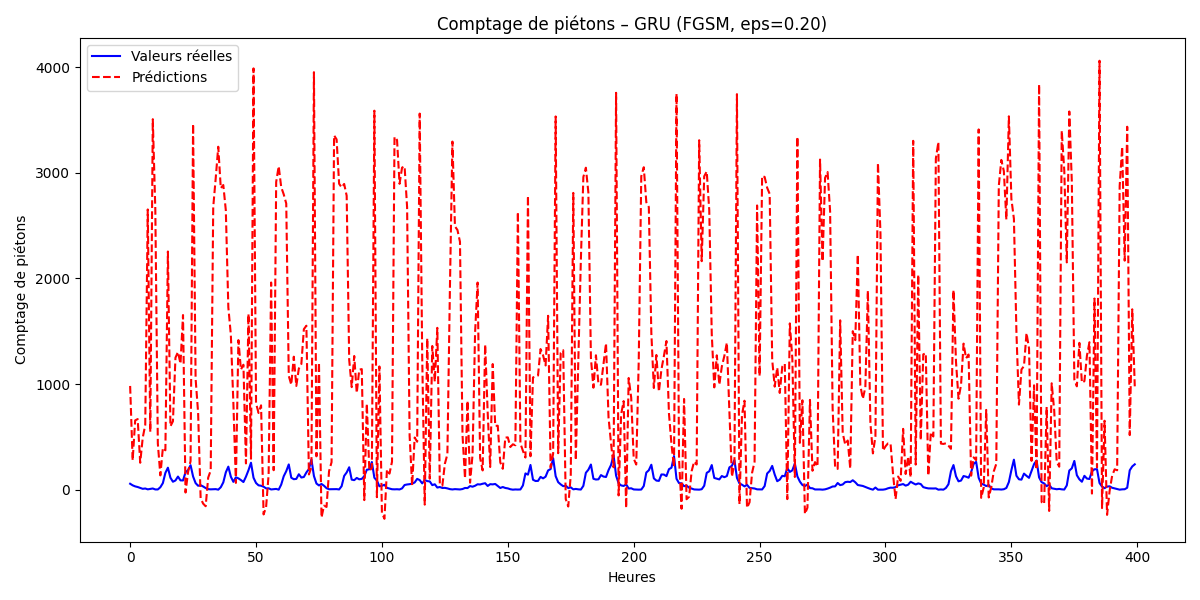 Comptage de piétons – GRU (FGSM, eps=0.20)
Valeurs réelles
Prédictions
Comptage de piétons
4000
3000
2000
1000
0
0 50 100 150 200 250 300 350 400
Heures